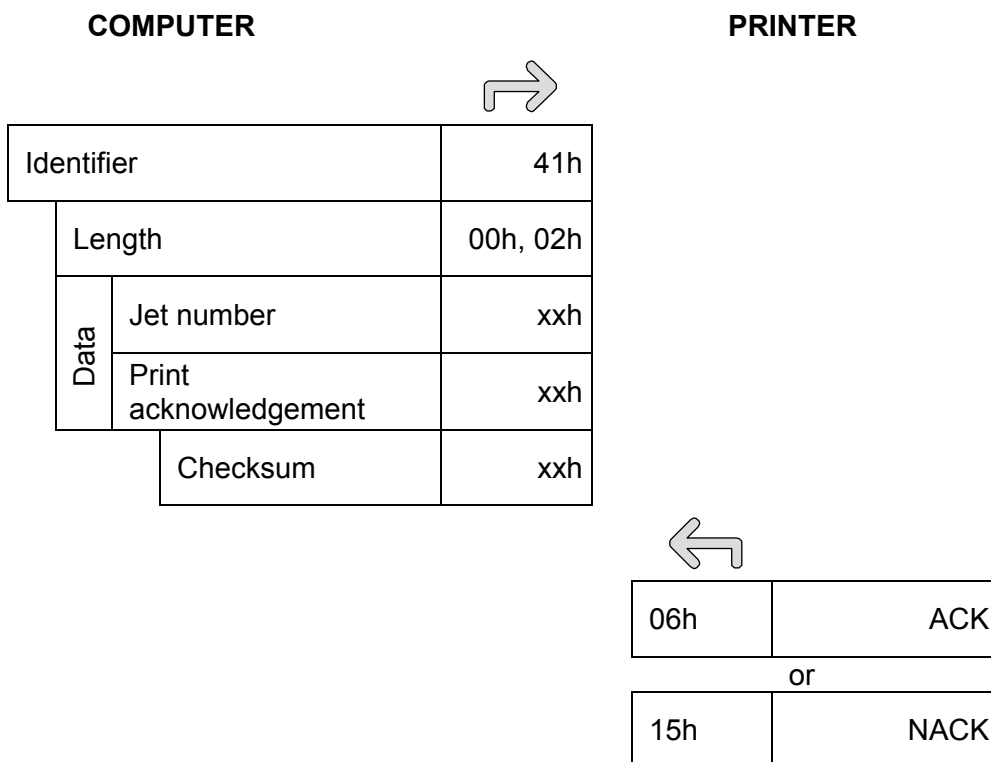 COMPUTER PRINTER
Identifier 41h
Length 00h, 02h
Data
Jet number xxh
Print
acknowledgement xxh
Checksum xxh
06h ACK
or
15h NACK